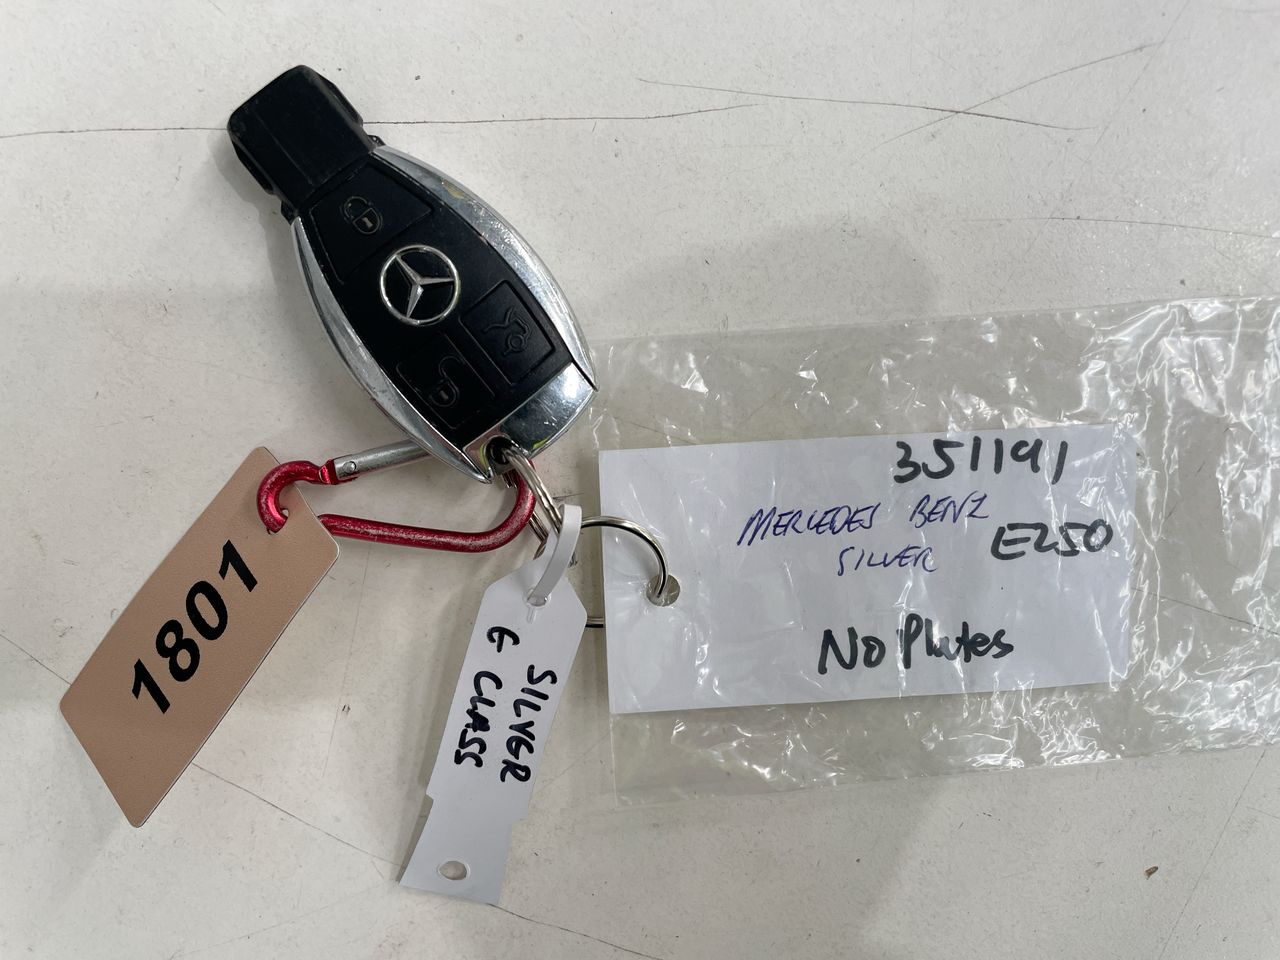 1801
SILVER
E CLASS
351191
MERCEDES BENZ
SILVER
E250
No Plates